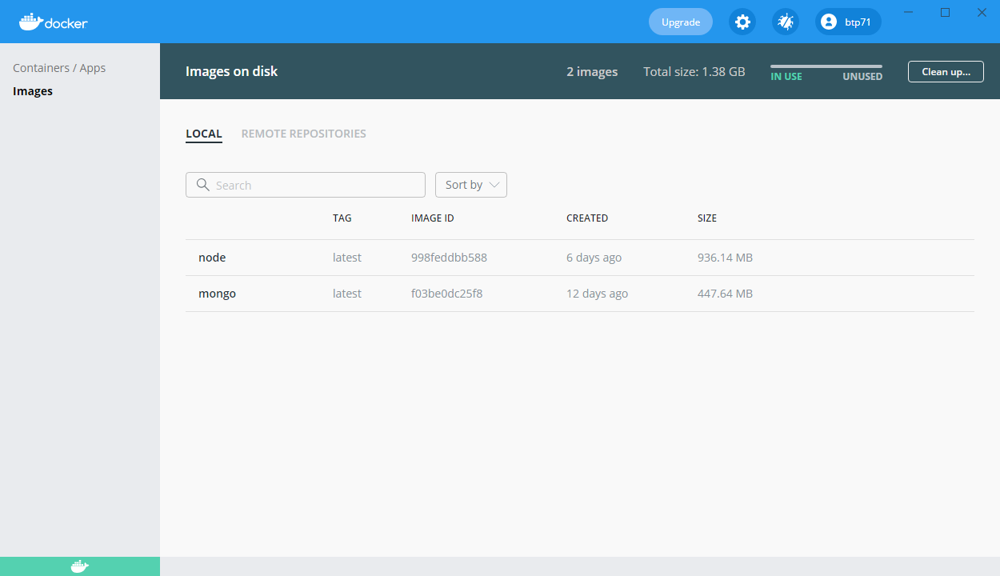 docker
Upgrade
btp71
Containers / Apps
Images
Images on disk
2 images
Total size: 1.38 GB
IN USE
UNUSED
Clean up...
LOCAL
REMOTE REPOSITORIES
Search
Sort by
TAG IMAGE ID CREATED SIZE
node latest 998feddbb588 6 days ago 936.14 MB
mongo latest f03be0dc25f8 12 days ago 447.64 MB